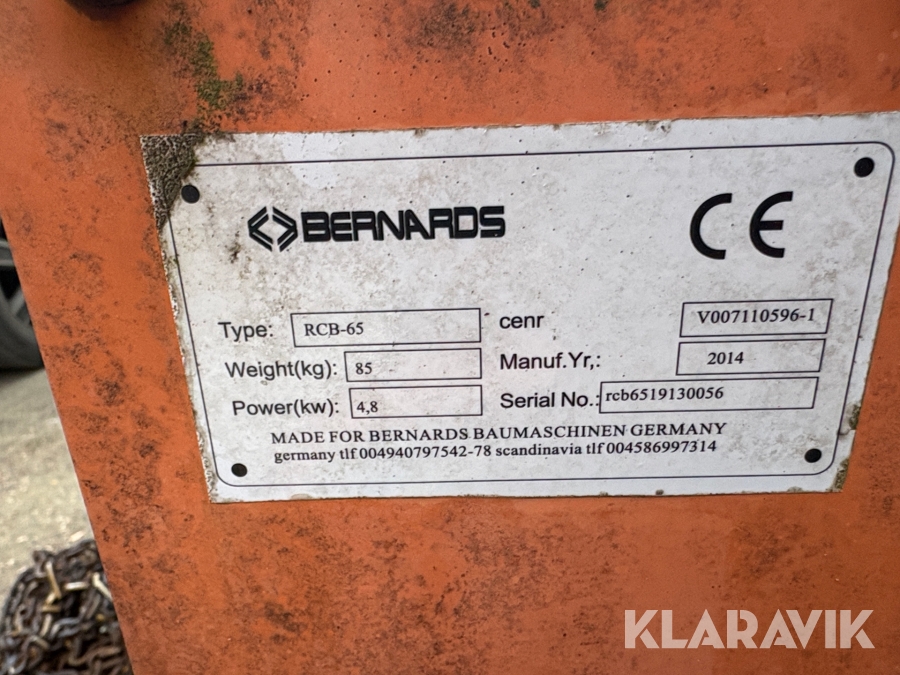 BERNARDS
CE
Type: RCB-65 cenr V007110596-1
Weight(kg): 85 Manuf.Yr,: 2014
Power(kw): 4,8 Serial No.: rcb6519130056
MADE FOR BERNARDS BAUMASCHINEN GERMANY
germany tlf 004940797542-78 scandinavia tlf 004586997314
KLARAVIK